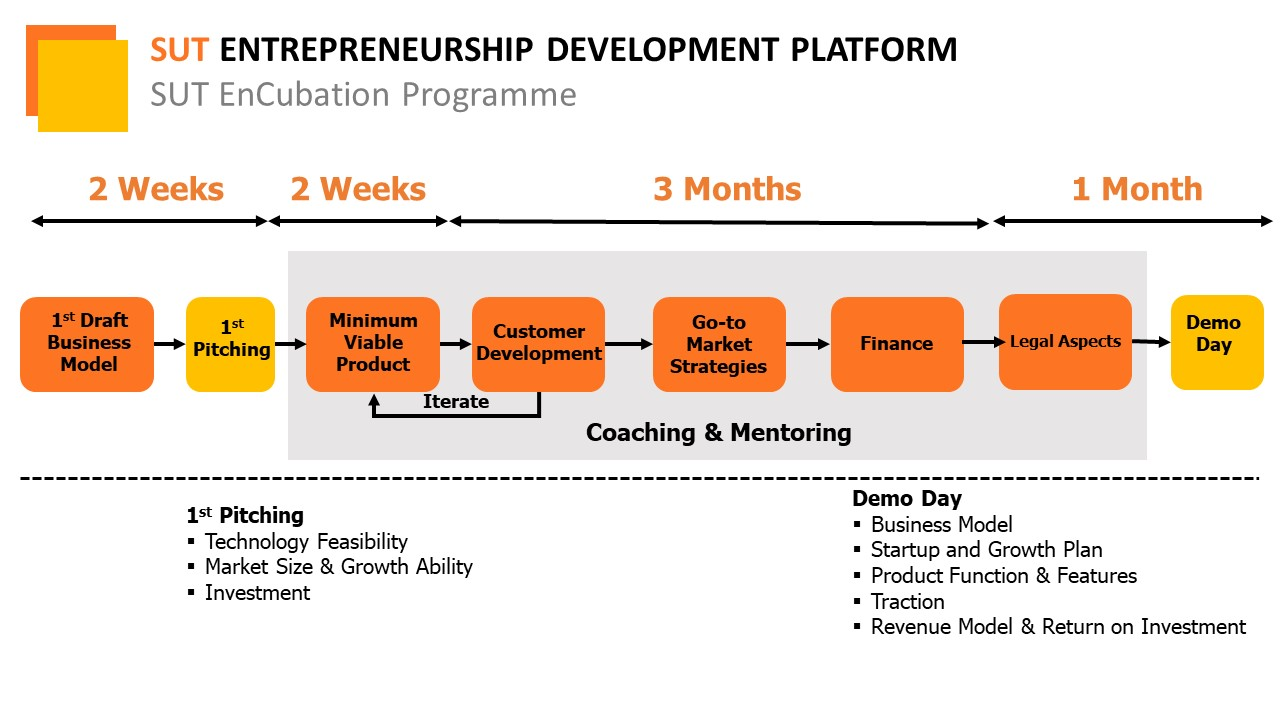 SUT ENTREPRENEURSHIP DEVELOPMENT PLATFORM
SUT EnCubation Programme
2 Weeks
2 Weeks
3 Months
1 Month
1st Draft
Business
Model
1st
Pitching
Minimum
Viable
Product
Customer
Development
Go-to
Market
Strategies
Finance
Legal Aspects
Demo
Day
Iterate
Coaching & Mentoring
1st Pitching
▪ Technology Feasibility
▪ Market Size & Growth Ability
▪ Investment
Demo Day
▪ Business Model
▪ Startup and Growth Plan
▪ Product Function & Features
▪ Traction
▪ Revenue Model & Return on Investment